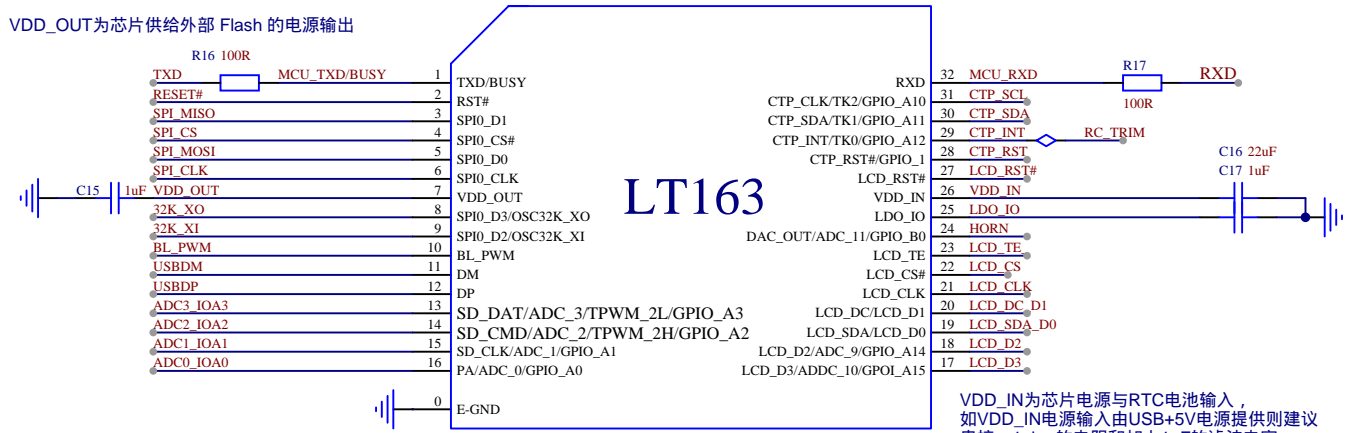 VDD_OUT为芯片供给外部 Flash 的电源输出
R16 100R
TXD
MCU_TXD/BUSY
1
TXD/BUSY
RESET#
2
RST#
SPI_MISO
3
SPI0_D1
SPI_CS
4
SPI0_CS#
SPI_MOSI
5
SPI0_D0
SPI_CLK
6
SPI0_CLK
C15
1uF
VDD_OUT
7
VDD_OUT
32K_XO
8
SPI0_D3/OSC32K_XO
32K_XI
9
SPI0_D2/OSC32K_XI
BL_PWM
10
BL_PWM
USBDM
11
DM
USBDP
12
DP
ADC3_IOA3
13
SD_DAT/ADC_3/TPWM_2L/GPIO_A3
ADC2_IOA2
14
SD_CMD/ADC_2/TPWM_2H/GPIO_A2
ADC1_IOA1
15
SD_CLK/ADC_1/GPIO_A1
ADC0_IOA0
16
PA/ADC_0/GPIO_A0
0
E-GND
LT163
RXD
32
MCU_RXD
R17
100R
RXD
CTP_CLK/TK2/GPIO_A10
31
CTP_SCL
CTP_SDA/TK1/GPIO_A11
30
CTP_SDA
CTP_INT/TK0/GPIO_A12
29
CTP_INT
RC_TRIM
CTP_RST#/GPIO_1
28
CTP_RST
LCD_RST#
27
LCD_RST#
C16 22uF
C17 1uF
VDD_IN
26
VDD_IN
LDO_IO
25
LDO_IO
DAC_OUT/ADC_11/GPIO_B0
24
HORN
LCD_TE
23
LCD_TE
LCD_CS#
22
LCD_CS
LCD_CLK
21
LCD_CLK
LCD_DC/LCD_D1
20
LCD_DC_D1
LCD_SDA/LCD_D0
19
LCD_SDA_D0
LCD_D2/ADC_9/GPIO_A14
18
LCD_D2
LCD_D3/ADDC_10/GPOI_A15
17
LCD_D3
VDD_IN为芯片电源与RTC电池输入，
如VDD_IN电源输入由USB+5V电源提供则建议